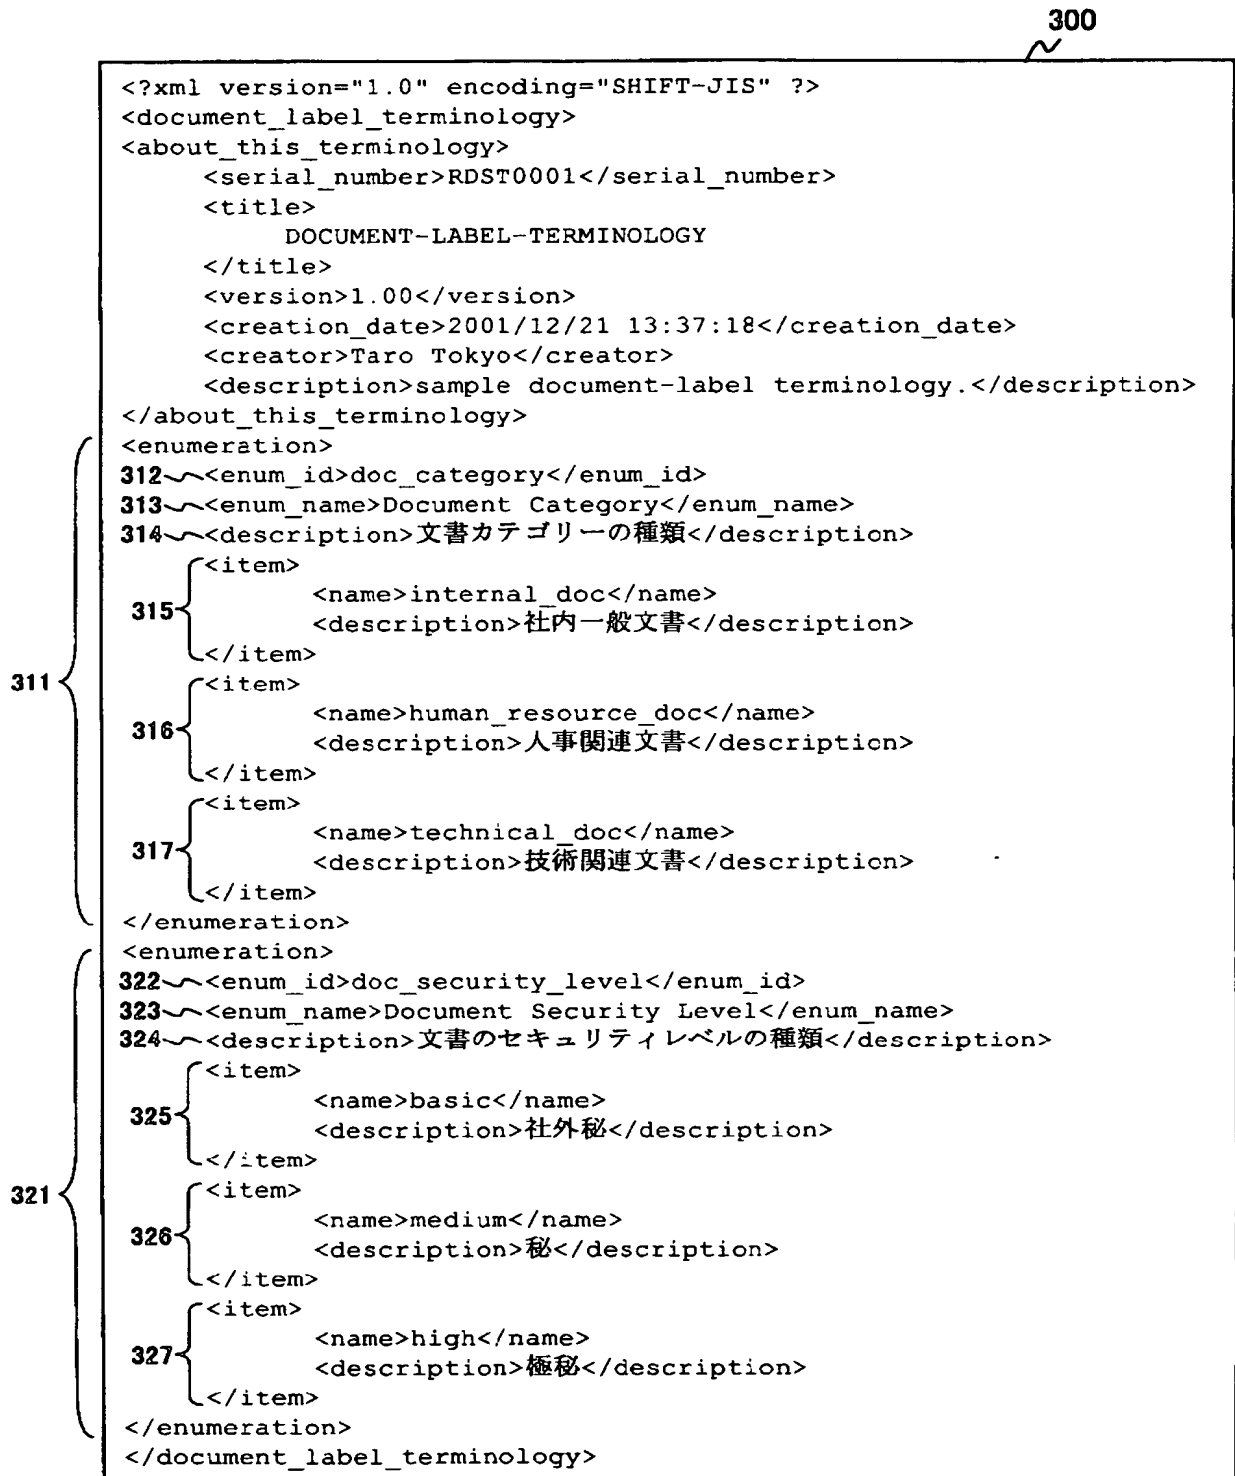 300
<?xml version="1.0" encoding="SHIFT-JIS" ?>
<document_label_terminology>
<about_this_terminology>
<serial_number>RDST0001</serial_number>
<title>
DOCUMENT-LABEL-TERMINOLOGY
</title>
<version>1.00</version>
<creation_date>2001/12/21 13:37:18</creation_date>
<creator>Taro Tokyo</creator>
<description>sample document-label terminology.</description>
</about_this_terminology>
<enumeration>
312 <enum_id>doc_category</enum_id>
313 <enum_name>Document Category</enum_name>
314 <description>文書カテゴリーの種類</description>
<item>
<name>internal_doc</name>
315
<description>社内一般文書</description>
</item>
311
<item>
<name>human_resource_doc</name>
316
<description>人事関連文書</description>
</item>
<item>
<name>technical_doc</name>
317
<description>技術関連文書</description>
</item>
</enumeration>
<enumeration>
322 <enum_id>doc_security_level</enum_id>
323 <enum_name>Document Security Level</enum_name>
324 <description>文書のセキュリティレベルの種類</description>
<item>
<name>basic</name>
325
<description>社外秘</description>
</item>
321
<item>
<name>medium</name>
326
<description>秘</description>
</item>
<item>
<name>high</name>
327
<description>極秘</description>
</item>
</enumeration>
</document_label_terminology>